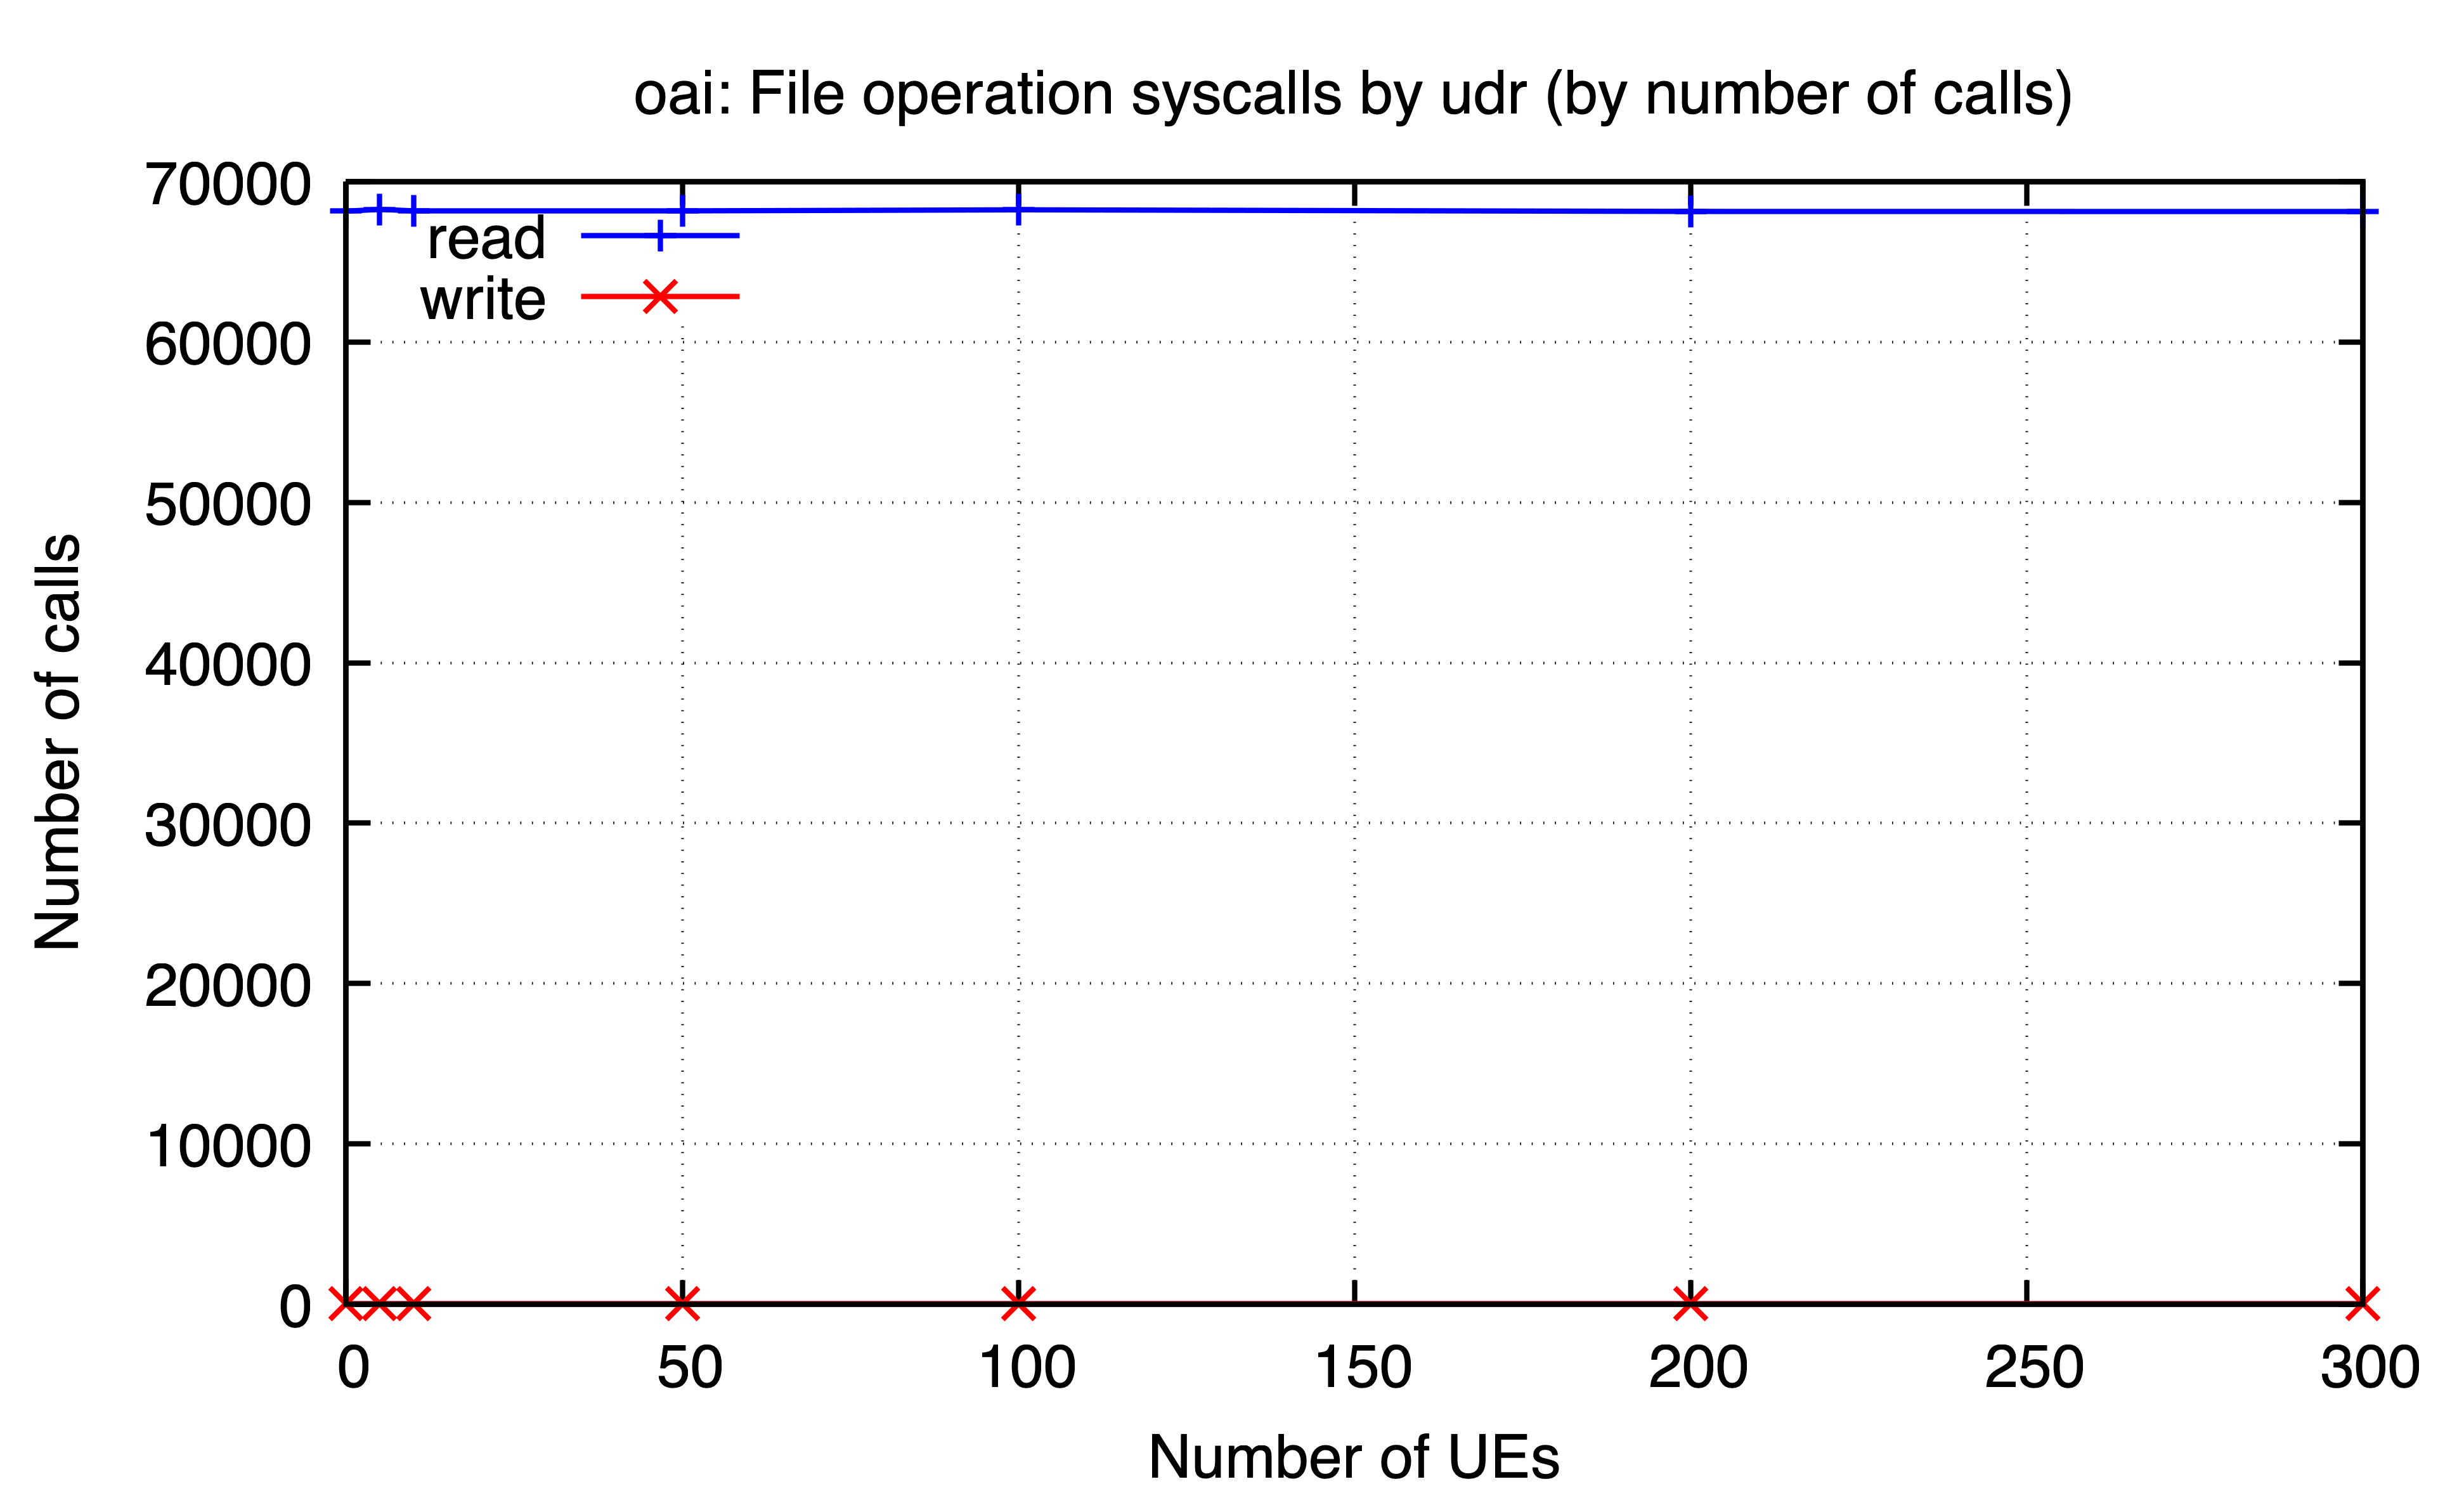 oai: File operation syscalls by udr (by number of calls)
70000
read
write
60000
50000
40000
30000
20000
10000
0
Number of calls
0 50 100 150 200 250 300
Number of UEs